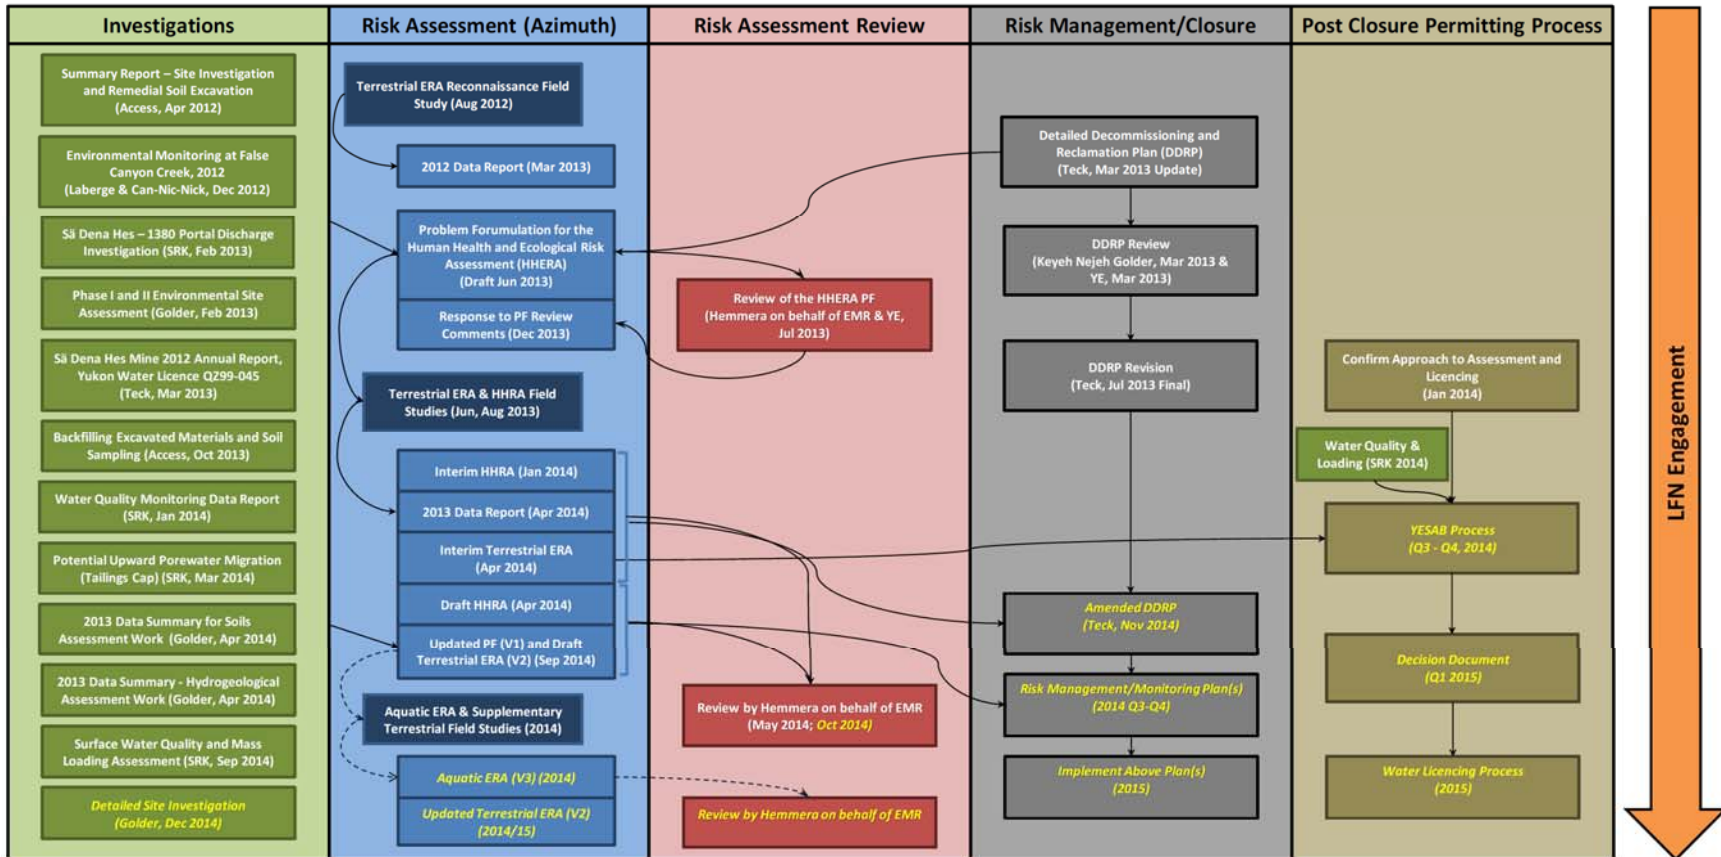 Investigations
Summary Report – Site Investigation
and Remedial Soil Excavation
(Access, Apr 2012)
Environmental Monitoring at False
Canyon Creek, 2012
(Laberge & Can-Nic-Nick, Dec 2012)
Sä Dena Hes – 1380 Portal Discharge
Investigation (SRK, Feb 2013)
Phase I and II Environmental Site
Assessment (Golder, Feb 2013)
Sä Dena Hes Mine 2012 Annual Report,
Yukon Water Licence QZ99-045
(Teck, Mar 2013)
Backfilling Excavated Materials and Soil
Sampling (Access, Oct 2013)
Water Quality Monitoring Data Report
(SRK, Jan 2014)
Potential Upward Porewater Migration
(Tailings Cap) (SRK, Mar 2014)
2013 Data Summary for Soils
Assessment Work (Golder, Apr 2014)
2013 Data Summary - Hydrogeological
Assessment Work (Golder, Apr 2014)
Surface Water Quality and Mass
Loading Assessment (SRK, Sep 2014)
Detailed Site Investigation
(Golder, Dec 2014)
Risk Assessment (Azimuth)
Terrestrial ERA Reconnaissance Field
Study (Aug 2012)
2012 Data Report (Mar 2013)
Problem Forumulation for the
Human Health and Ecological Risk
Assessment (HHERA)
(Draft Jun 2013)
Response to PF Review
Comments (Dec 2013)
Terrestrial ERA & HHRA Field
Studies (Jun, Aug 2013)
Interim HHRA (Jan 2014)
2013 Data Report (Apr 2014)
Interim Terrestrial ERA
(Apr 2014)
Draft HHRA (Apr 2014)
Updated PF (V1) and Draft
Terrestrial ERA (V2) (Sep 2014)
Aquatic ERA & Supplementary
Terrestrial Field Studies (2014)
Aquatic ERA (V3) (2014)
Updated Terrestrial ERA (V2)
(2014/15)
Risk Assessment Review
Review of the HHERA PF
(Hemmera on behalf of EMR & YE,
Jul 2013)
Review by Hemmera on behalf of EMR
(May 2014; Oct 2014)
Review by Hemmera on behalf of EMR
Risk Management/Closure
Detailed Decommissioning and
Reclamation Plan (DDRP)
(Teck, Mar 2013 Update)
DDRP Review
(Keyeh Nejeh Golder, Mar 2013 &
YE, Mar 2013)
DDRP Revision
(Teck, Jul 2013 Final)
Amended DDRP
(Teck, Nov 2014)
Risk Management/Monitoring Plan(s)
(2014 Q3-Q4)
Implement Above Plan(s)
(2015)
Post Closure Permitting Process
Confirm Approach to Assessment and
Licencing
(Jan 2014)
Water Quality &
Loading (SRK 2014)
YESAB Process
(Q3 - Q4, 2014)
Decision Document
(Q1 2015)
Water Licencing Process
(2015)
LFN Engagement